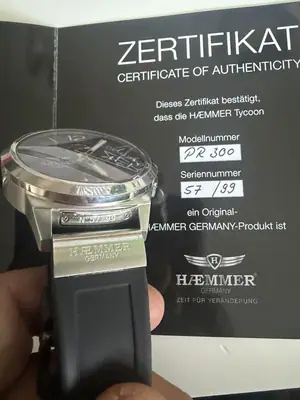 ZERTIFIKAT
CERTIFICATE OF AUTHENTICITY
Dieses Zertifikat bestätigt,
dass die HÆMMER Tycoon
Modellnummer
PR 300
Seriennummer
57/99
ein Original-
HÆMMER GERMANY-Produkt ist
HÆMMER
GERMANY
ZEIT FÜR VERÄNDERUNG
HÆMMER
GERMANY